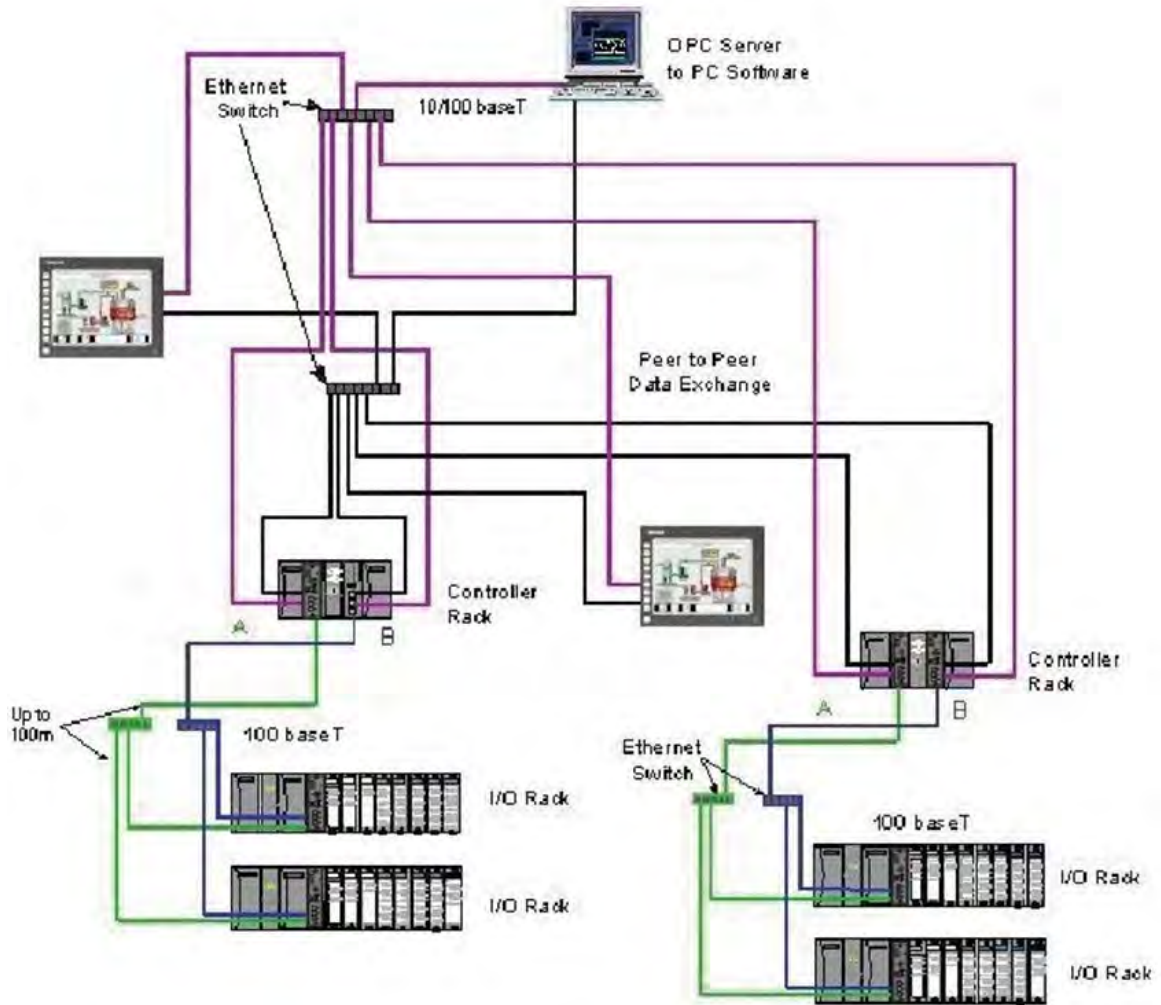 OPC Server
to PC Software
Ethernet
Switch
10/100 baseT
Peer to Peer
Data Exchange
Controller
Rack
A
B
Controller
Rack
Up to
100m
100 baseT
A
B
Ethernet
Switch
I/O Rack
100 baseT
I/O Rack
I/O Rack
I/O Rack